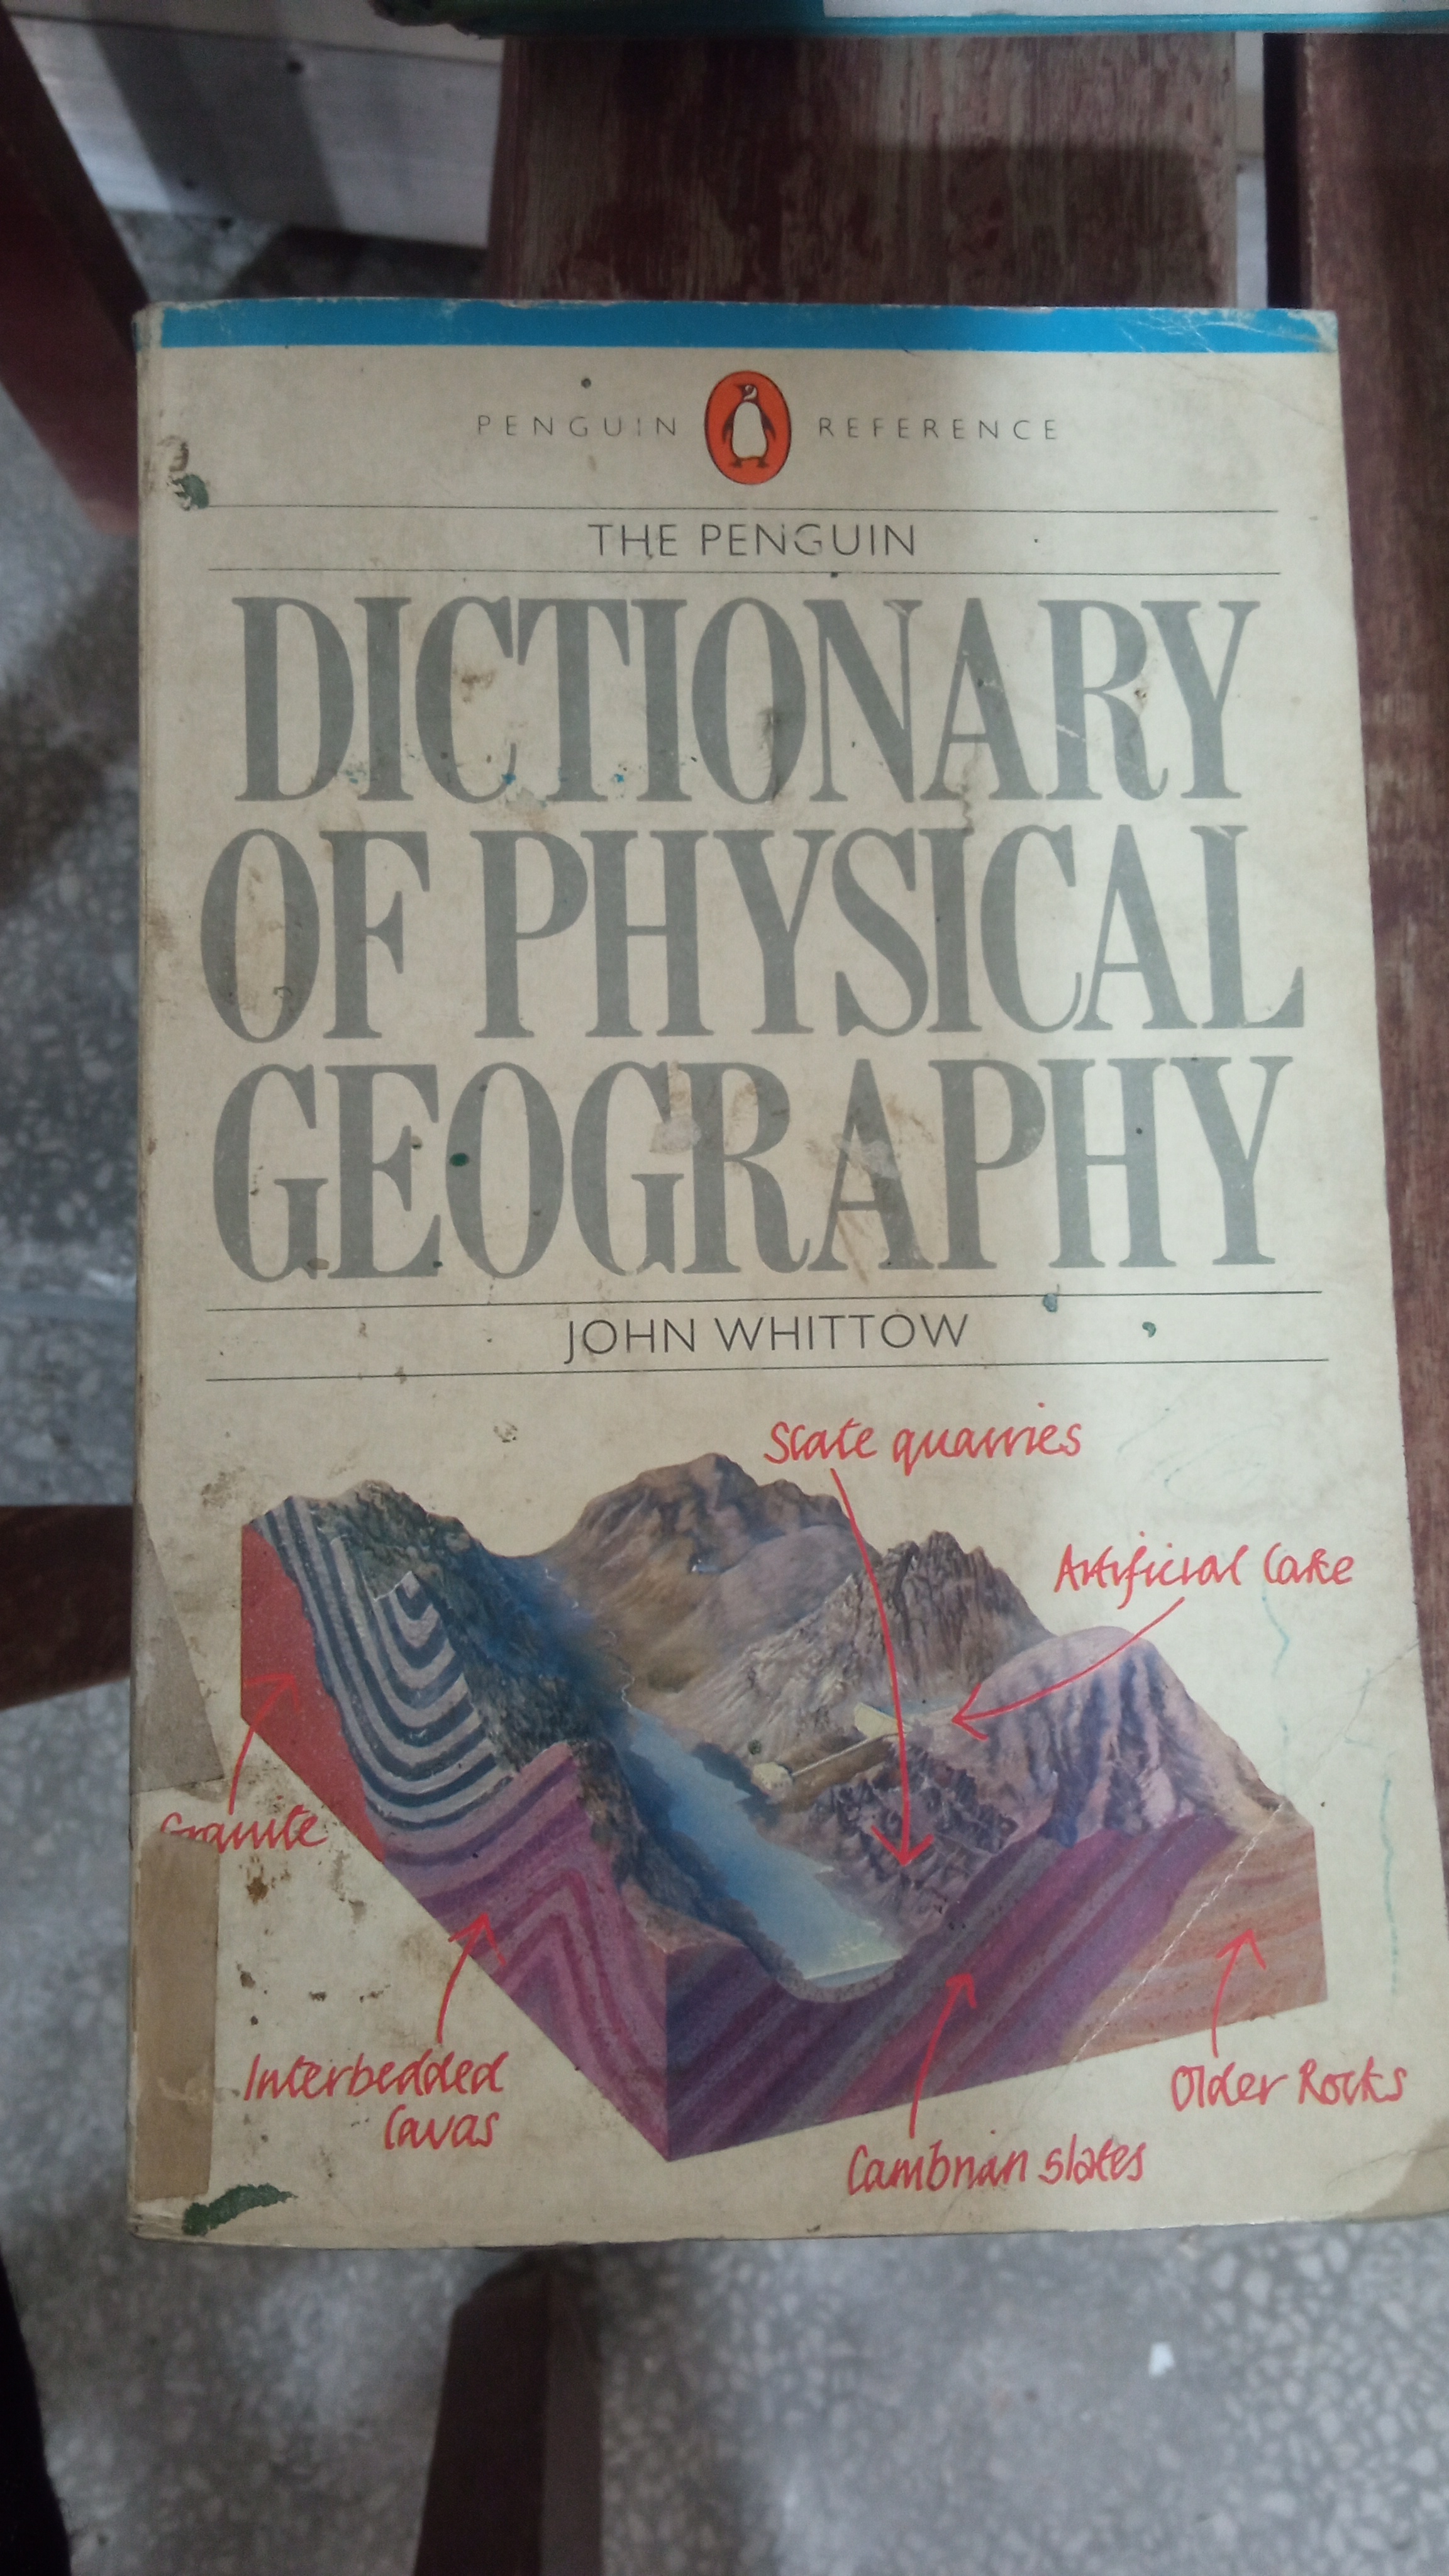 PENGUIN REFERENCE
THE PENGUIN
DICTIONARY
OF PHYSICAL
GEOGRAPHY
JOHN WHITTOW
Slate quarries
Artificial Lake
Granite
Interbedded
Lavas
Older Rocks
Cambrian slates